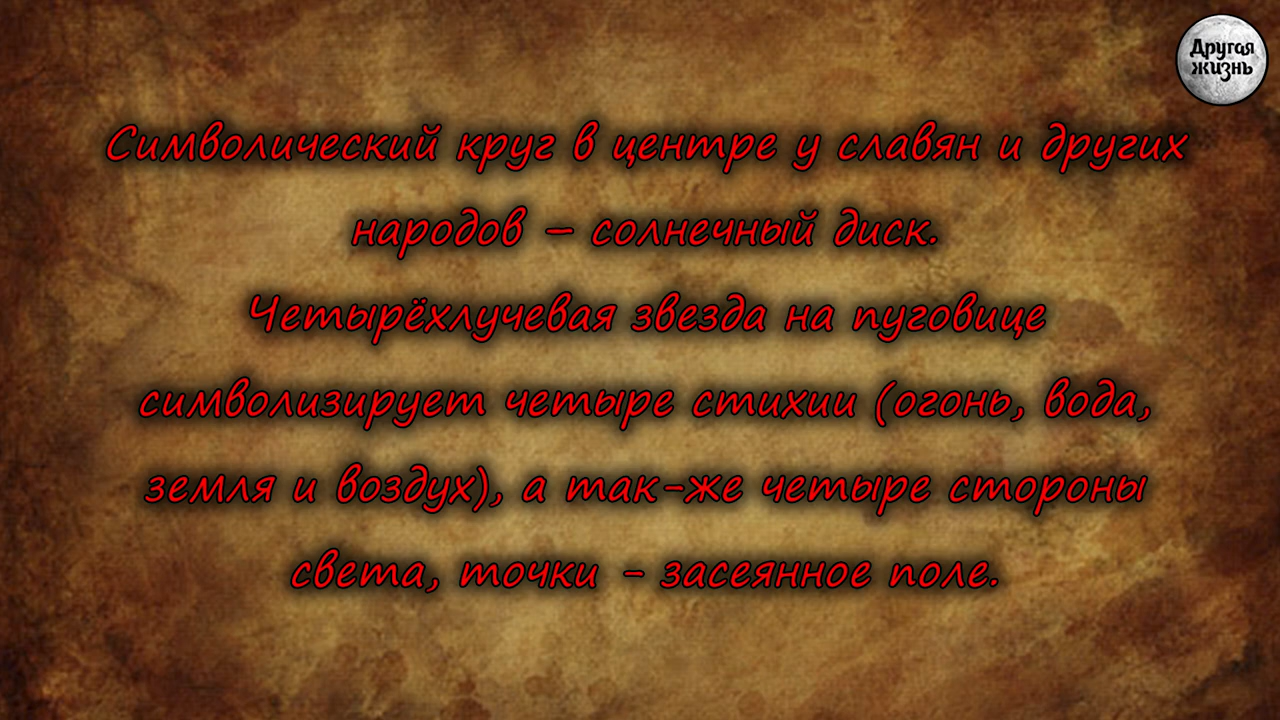 Другая
жизнь
Символический круг в центре у славян и других
народов – солнечный диск.
Четырёхлучевая звезда на пуговице
символизирует четыре стихии (огонь, вода,
земля и воздух), а так-же четыре стороны
света, точки - засеянное поле.